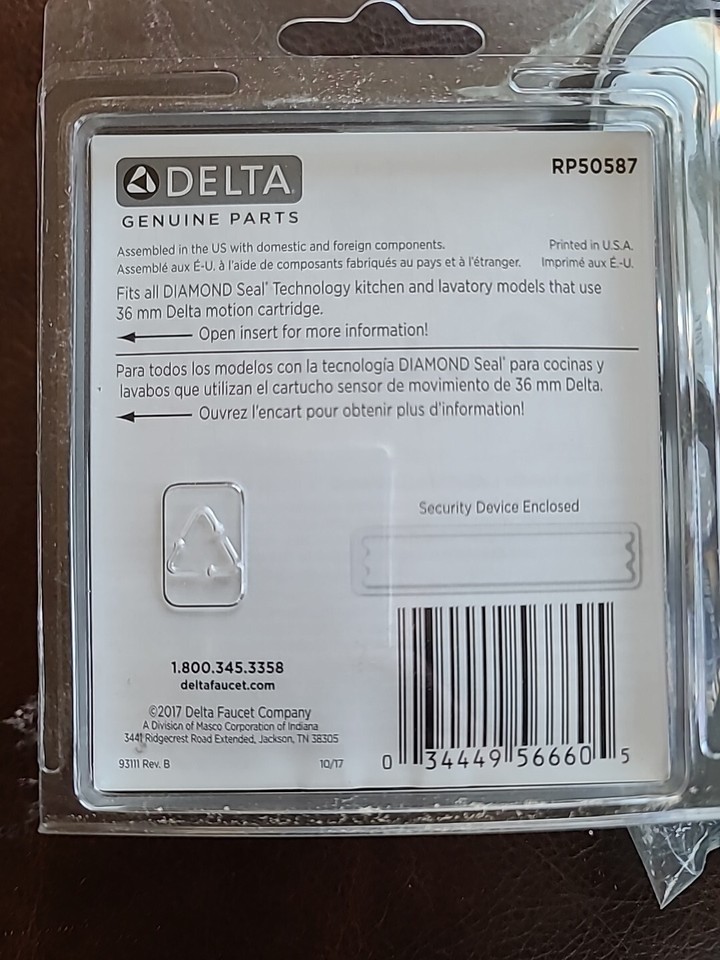 DELTA
RP50587
GENUINE PARTS
Assembled in the US with domestic and foreign components.
Printed in U.S.A.
Assemblé aux É-U. à l'aide de composants fabriqués au pays et à l'étranger.
Imprimé aux É.-U.
Fits all DIAMOND Seal® Technology kitchen and lavatory models that use
36 mm Delta motion cartridge.
Open insert for more information!
Para todos los modelos con la tecnología DIAMOND Seal® para cocinas y
lavabos que utilizan el cartucho sensor de movimiento de 36 mm Delta.
Ouvrez l'encart pour obtenir plus d'information!
Security Device Enclosed
1.800.345.3358
deltafaucet.com
©2017 Delta Faucet Company
A Division of Masco Corporation of Indiana
3441 Ridgecrest Road Extended, Jackson, TN 38305
93111 Rev. B
10/17
0 34449 56660 5